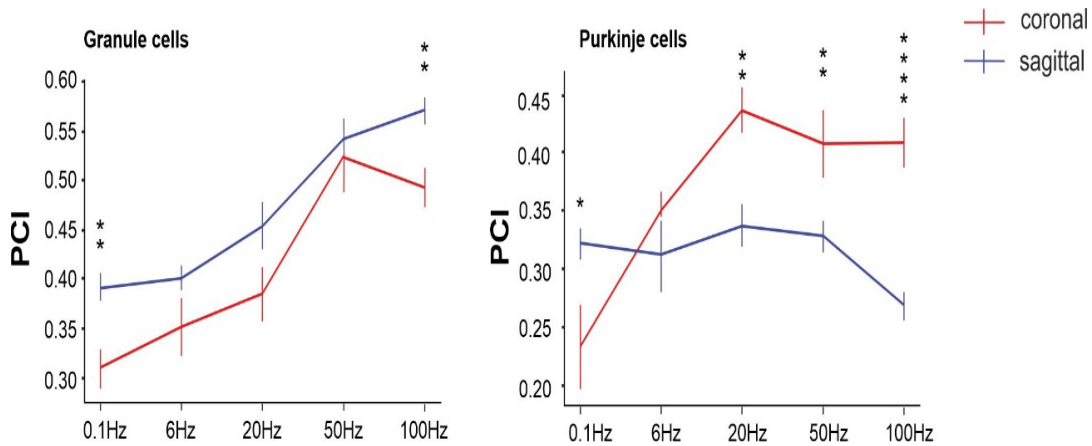 coronal
sagittal
Granule cells
**
0.60
0.55
0.50
0.45
0.40
0.35
0.30
PCI
**
0.1Hz
6Hz
20Hz
50Hz
100Hz
Purkinje cells
**
**
****
0.45
0.40
0.35
0.30
0.25
0.20
PCI
*
0.1Hz
6Hz
20Hz
50Hz
100Hz